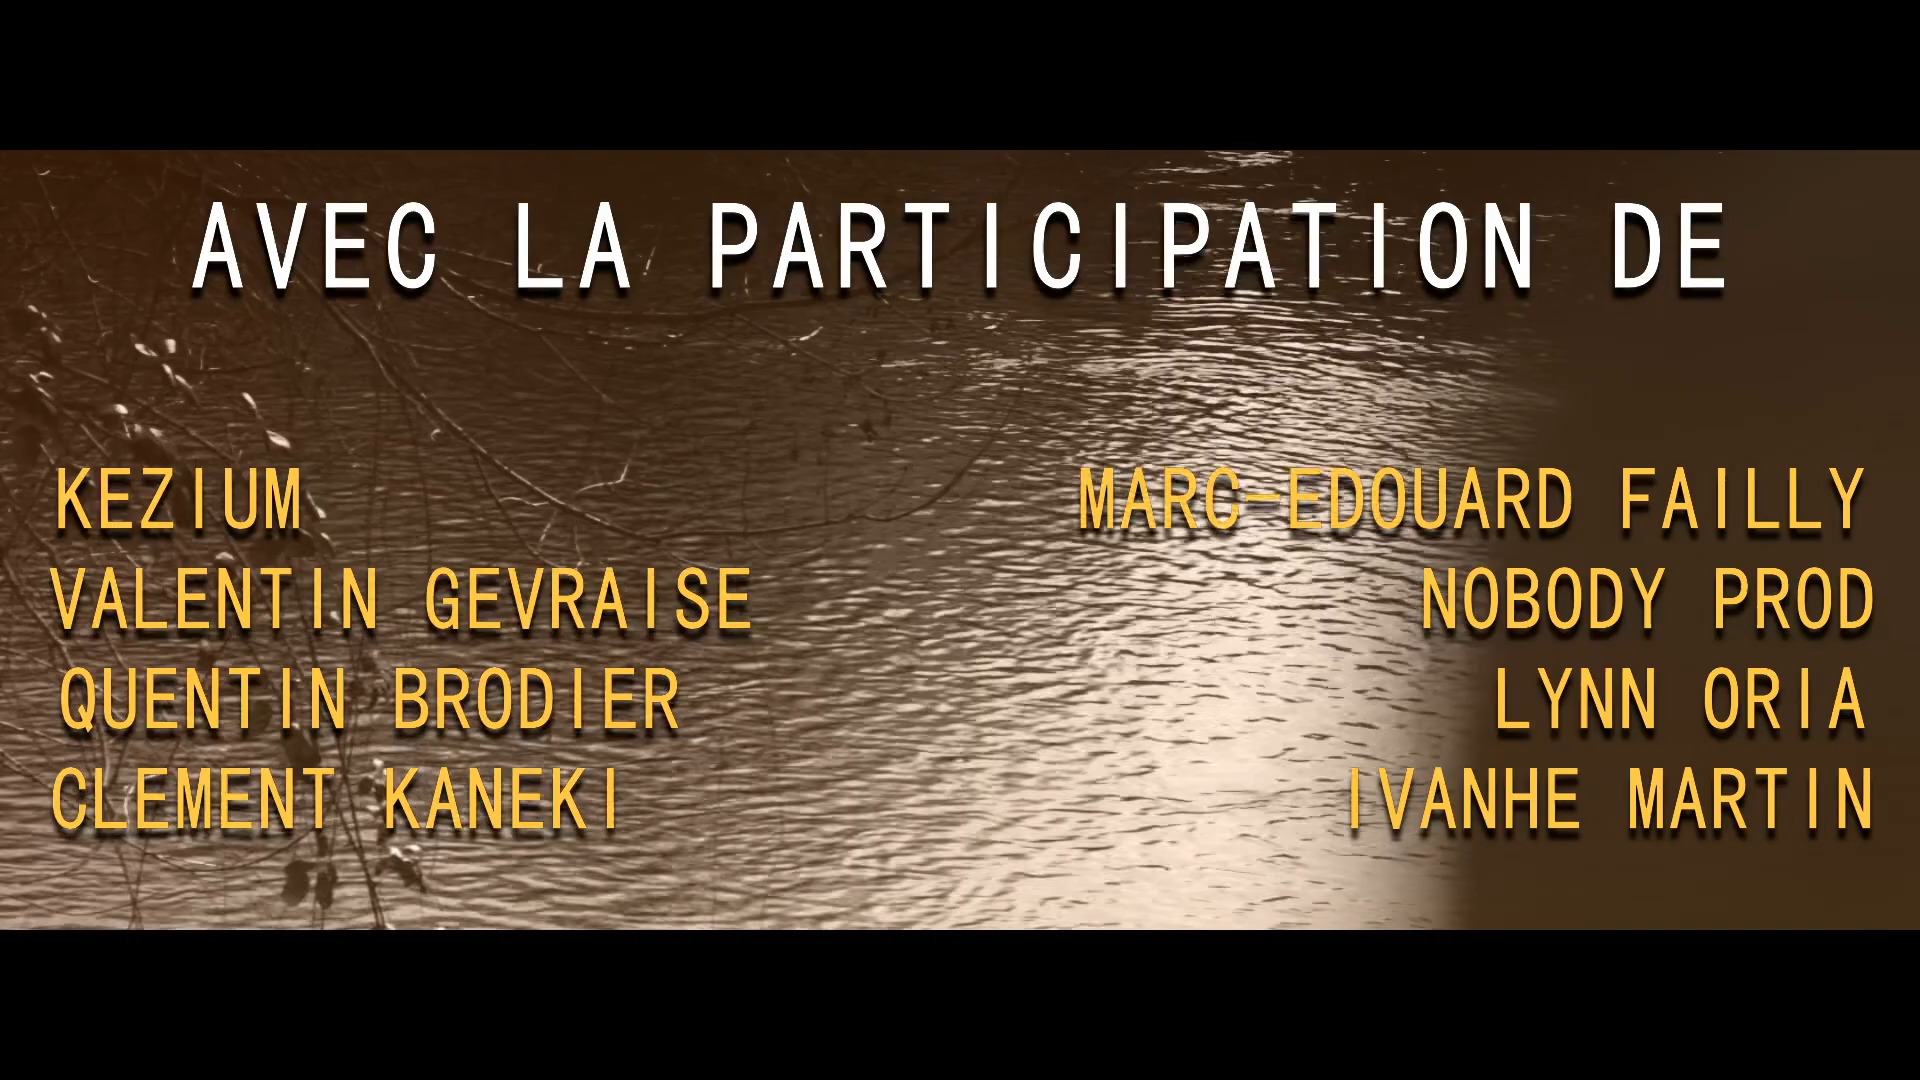 AVEC LA PARTICIPATION DE
KEZIUM
VALENTIN GEVRAISE
QUENTIN BRODIER
CLEMENT KANEKI
MARC-EDOUARD FAILLY
NOBODY PROD
LYNN ORIA
IVANHE MARTIN